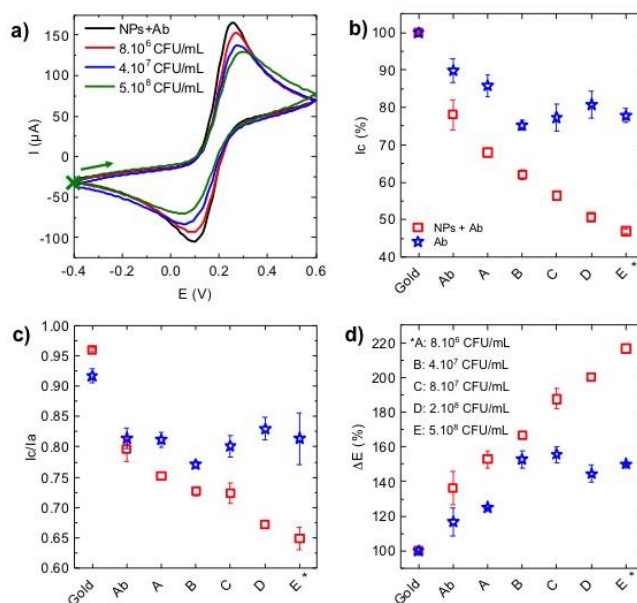 a)
I (µA)
150
100
50
0
-50
-100
NPs+Ab
8.10⁶ CFU/mL
4.10⁷ CFU/mL
5.10⁸ CFU/mL
-0.4 -0.2 0.0 0.2 0.4 0.6
E (V)
b)
Ic (%)
100
90
80
70
60
50
40
NPs + Ab
Ab
Gold Ab A B C D E *
c)
Ic/Ia
1.00
0.95
0.90
0.85
0.80
0.75
0.70
0.65
0.60
Gold Ab A B C D E *
d)
ΔE (%)
220
200
180
160
140
120
100
*A: 8.10⁶ CFU/mL
B: 4.10⁷ CFU/mL
C: 8.10⁷ CFU/mL
D: 2.10⁸ CFU/mL
E: 5.10⁸ CFU/mL
Gold Ab A B C D E *